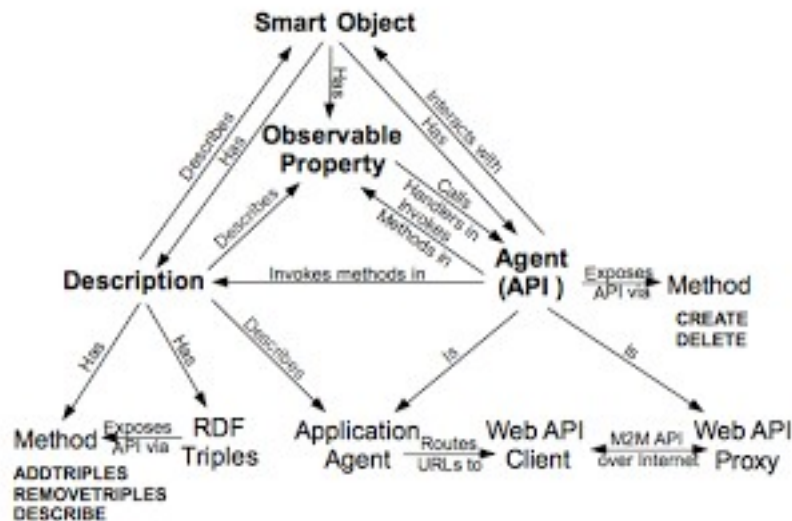 Smart Object
Has
Describes
Has
Has
Interacts with
Observable
Property
Calls
Handlers in
Invokes
Methods in
Describes
Description
Invokes methods in
Agent
(API )
Exposes
API via
Method
CREATE
DELETE
Has
Has
Describes
Is
is
Method
Exposes
API via
RDF
Triples
Application
Agent
Routes
URLs to
Web API
Client
M2M API
over Internet
Web API
Proxy
ADDTRIPLES
REMOVETRIPLES
DESCRIBE